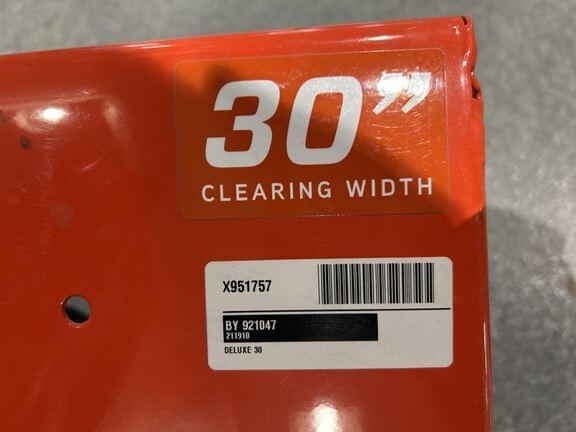 30"
CLEARING WIDTH
X951757
BY 921047
211910
DELUXE 30